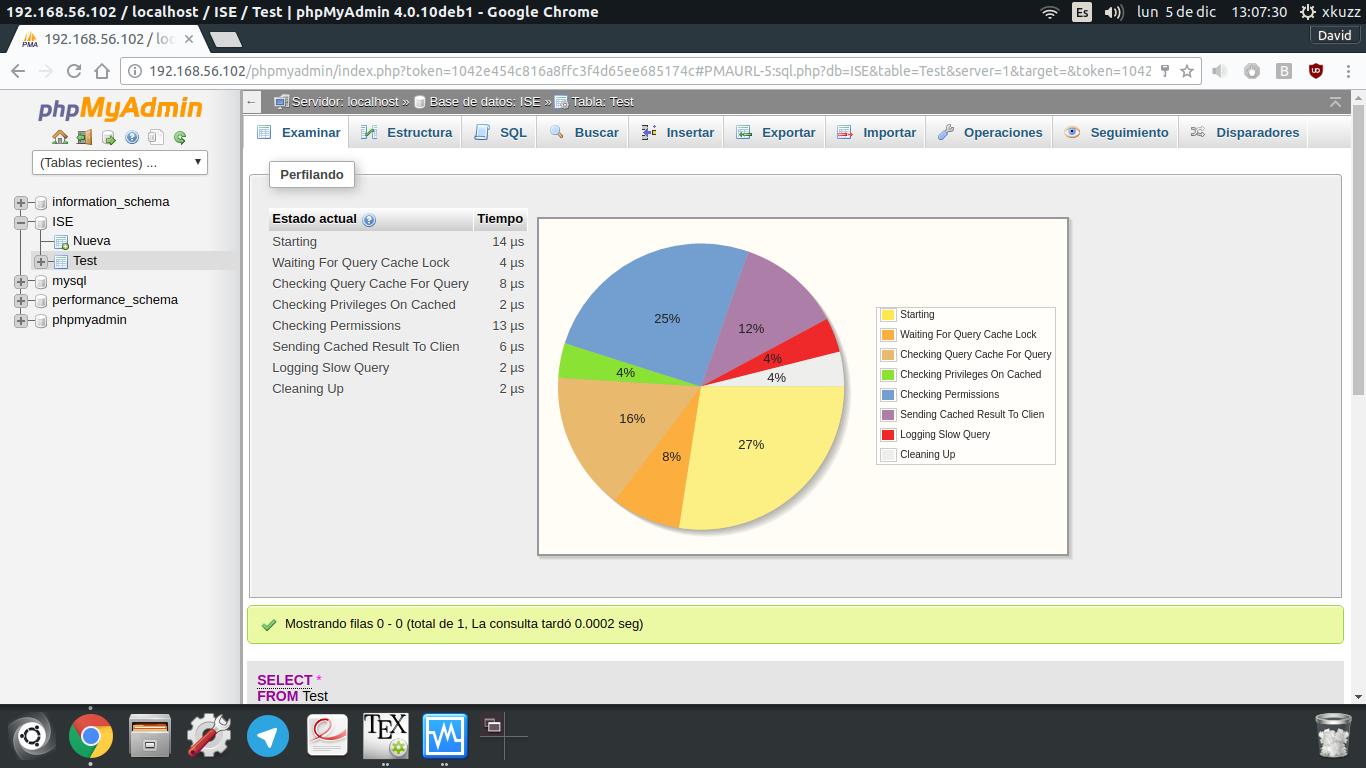 192.168.56.102 / localhost / ISE / Test | phpMyAdmin 4.0.10deb1 - Google Chrome
Es
lun 5 de dic
13:07:30
xkuzz
PMA
192.168.56.102 / loc
David
192.168.56.102/phpmyadmin/index.php?token=1042e454c816a8ffc3f4d65ee685174c#PMAURL-5:sql.php?db=ISE&table=Test&server=1&target=&token=1042
B
phpMyAdmin
(Tablas recientes) ...
information_schema
ISE
Nueva
Test
mysql
performance_schema
phpmyadmin
Servidor: localhost » Base de datos: ISE » Tabla: Test
Examinar
Estructura
SQL
Buscar
Insertar
Exportar
Importar
Operaciones
Seguimiento
Disparadores
Perfilando
Estado actual Tiempo
Starting 14 µs
Waiting For Query Cache Lock 4 µs
Checking Query Cache For Query 8 µs
Checking Privileges On Cached 2 µs
Checking Permissions 13 µs
Sending Cached Result To Clien 6 µs
Logging Slow Query 2 µs
Cleaning Up 2 µs
25%
12%
4%
4%
4%
16%
27%
8%
Starting
Waiting For Query Cache Lock
Checking Query Cache For Query
Checking Privileges On Cached
Checking Permissions
Sending Cached Result To Clien
Logging Slow Query
Cleaning Up
Mostrando filas 0 - 0 (total de 1, La consulta tardó 0.0002 seg)
SELECT *
FROM Test
TEX